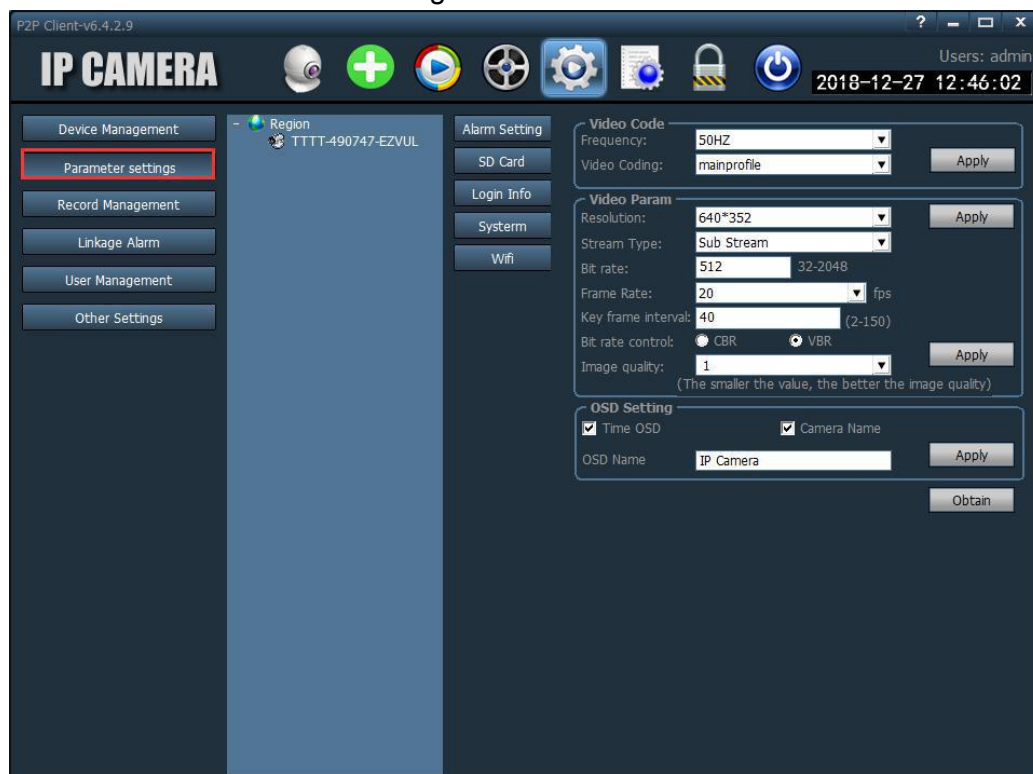 P2P Client-v6.4.2.9
IP CAMERA
Users: admin
2018-12-27 12:46:02
Device Management
Parameter settings
Record Management
Linkage Alarm
User Management
Other Settings
Region
TTTT-490747-EZVUL
Alarm Setting
SD Card
Login Info
Systerm
Wifi
Video Code
Frequency: 50HZ
Video Coding: mainprofile Apply
Video Param
Resolution: 640*352 Apply
Stream Type: Sub Stream
Bit rate: 512 32-2048
Frame Rate: 20 fps
Key frame interval: 40 (2-150)
Bit rate control: CBR VBR
Image quality: 1 Apply
(The smaller the value, the better the image quality)
OSD Setting
Time OSD Camera Name
OSD Name IP Camera Apply
Obtain